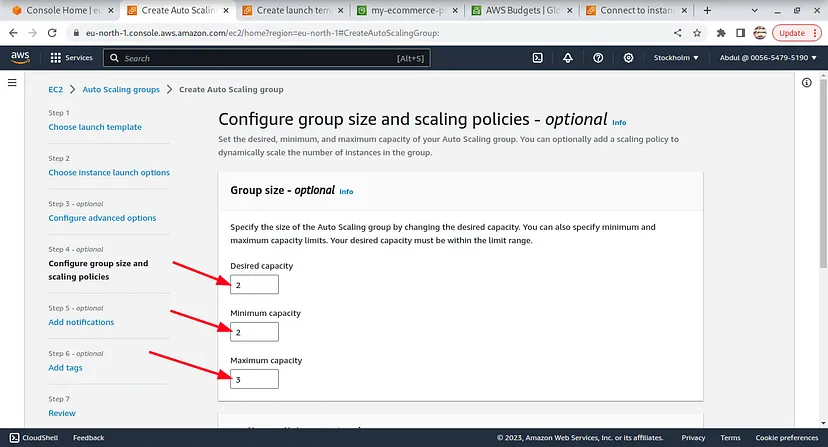 Console Home | eu
Create Auto Scalin
Create launch tem
my-ecommerce-pr
AWS Budgets | Glo
Connect to instan
eu-north-1.console.aws.amazon.com/ec2/home?region=eu-north-1#CreateAutoScalingGroup:
Update
aws
Services
Search
[Alt+S]
Stockholm
Abdul @ 0056-5479-5190
EC2 > Auto Scaling groups > Create Auto Scaling group
Step 1
Choose launch template
Step 2
Choose instance launch options
Step 3 - optional
Configure advanced options
Step 4 - optional
Configure group size and
scaling policies
Step 5 - optional
Add notifications
Step 6 - optional
Add tags
Step 7
Review
Configure group size and scaling policies - optional Info
Set the desired, minimum, and maximum capacity of your Auto Scaling group. You can optionally add a scaling policy to
dynamically scale the number of instances in the group.
Group size - optional Info
Specify the size of the Auto Scaling group by changing the desired capacity. You can also specify minimum and
maximum capacity limits. Your desired capacity must be within the limit range.
Desired capacity
2
Minimum capacity
2
Maximum capacity
3
CloudShell
Feedback
© 2023, Amazon Web Services, Inc. or its affiliates.
Privacy
Terms
Cookie preferences